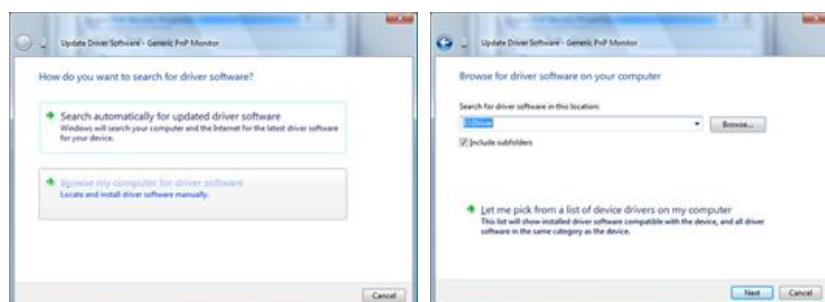 Update Driver Software - Generic PnP Monitor
How do you want to search for driver software?
Search automatically for updated driver software
Windows will search your computer and the Internet for the latest driver software
for your device.
Browse my computer for driver software
Locate and install driver software manually.
Cancel
Update Driver Software - Generic PnP Monitor
Browse for driver software on your computer
Search for driver software in this location:
Browse...
Include subfolders
Let me pick from a list of device drivers on my computer
This list will show installed driver software compatible with the device, and all driver
software in the same category as the device.
Next
Cancel